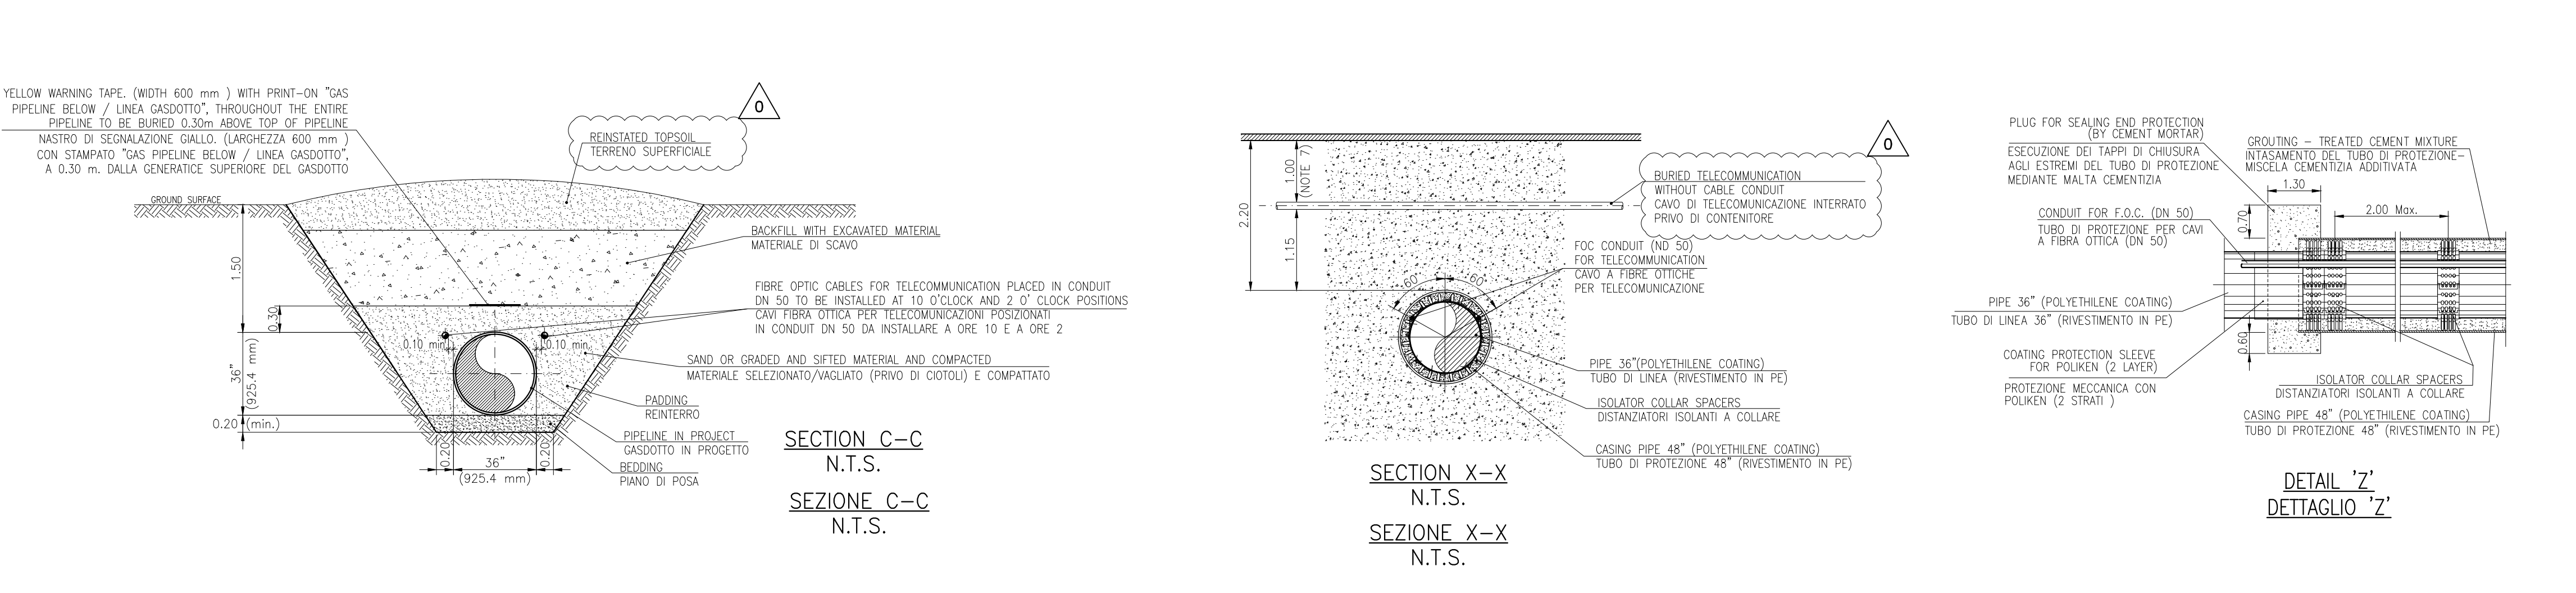 YELLOW WARNING TAPE. (WIDTH 600 mm ) WITH PRINT-ON "GAS
PIPELINE BELOW / LINEA GASDOTTO", THROUGHOUT THE ENTIRE
PIPELINE TO BE BURIED 0.30m ABOVE TOP OF PIPELINE
NASTRO DI SEGNALAZIONE GIALLO. (LARGHEZZA 600 mm )
CON STAMPATO "GAS PIPELINE BELOW / LINEA GASDOTTO",
A 0.30 m. DALLA GENERATICE SUPERIORE DEL GASDOTTO
0
REINSTATED TOPSOIL
TERRENO SUPERFICIALE
GROUND SURFACE
BACKFILL WITH EXCAVATED MATERIAL
MATERIALE DI SCAVO
1.50
0.30
FIBRE OPTIC CABLES FOR TELECOMMUNICATION PLACED IN CONDUIT
DN 50 TO BE INSTALLED AT 10 O'CLOCK AND 2 O' CLOCK POSITIONS
CAVI FIBRA OTTICA PER TELECOMUNICAZIONI POSIZIONATI
IN CONDUIT DN 50 DA INSTALLARE A ORE 10 E A ORE 2
0.10 min.
0.10 min.
36"
(925.4 mm)
SAND OR GRADED AND SIFTED MATERIAL AND COMPACTED
MATERIALE SELEZIONATO/VAGLIATO (PRIVO DI CIOTOLI) E COMPATTATO
PADDING
REINTERRO
0.20 (min.)
PIPELINE IN PROJECT
GASDOTTO IN PROGETTO
0.20
36"
(925.4 mm)
0.20
BEDDING
PIANO DI POSA
SECTION C-C
N.T.S.
SEZIONE C-C
N.T.S.
0
1.00
(NOTE 7)
2.20
1.15
BURIED TELECOMMUNICATION
WITHOUT CABLE CONDUIT
CAVO DI TELECOMUNICAZIONE INTERRATO
PRIVO DI CONTENITORE
FOC CONDUIT (ND 50)
FOR TELECOMMUNICATION
CAVO A FIBRE OTTICHE
PER TELECOMUNICAZIONE
60°
60°
PIPE 36"(POLYETHILENE COATING)
TUBO DI LINEA (RIVESTIMENTO IN PE)
ISOLATOR COLLAR SPACERS
DISTANZIATORI ISOLANTI A COLLARE
CASING PIPE 48" (POLYETHILENE COATING)
TUBO DI PROTEZIONE 48" (RIVESTIMENTO IN PE)
SECTION X-X
N.T.S.
SEZIONE X-X
N.T.S.
PLUG FOR SEALING END PROTECTION
(BY CEMENT MORTAR)
ESECUZIONE DEI TAPPI DI CHIUSURA
AGLI ESTREMI DEL TUBO DI PROTEZIONE
MEDIANTE MALTA CEMENTIZIA
GROUTING - TREATED CEMENT MIXTURE
INTASAMENTO DEL TUBO DI PROTEZIONE-
MISCELA CEMENTIZIA ADDITIVATA
1.30
0.70
2.00 Max.
CONDUIT FOR F.O.C. (DN 50)
TUBO DI PROTEZIONE PER CAVI
A FIBRA OTTICA (DN 50)
PIPE 36" (POLYETHILENE COATING)
TUBO DI LINEA 36" (RIVESTIMENTO IN PE)
0.60
COATING PROTECTION SLEEVE
FOR POLIKEN (2 LAYER)
PROTEZIONE MECCANICA CON
POLIKEN (2 STRATI )
ISOLATOR COLLAR SPACERS
DISTANZIATORI ISOLANTI A COLLARE
CASING PIPE 48" (POLYETHILENE COATING)
TUBO DI PROTEZIONE 48" (RIVESTIMENTO IN PE)
DETAIL 'Z'
DETTAGLIO 'Z'